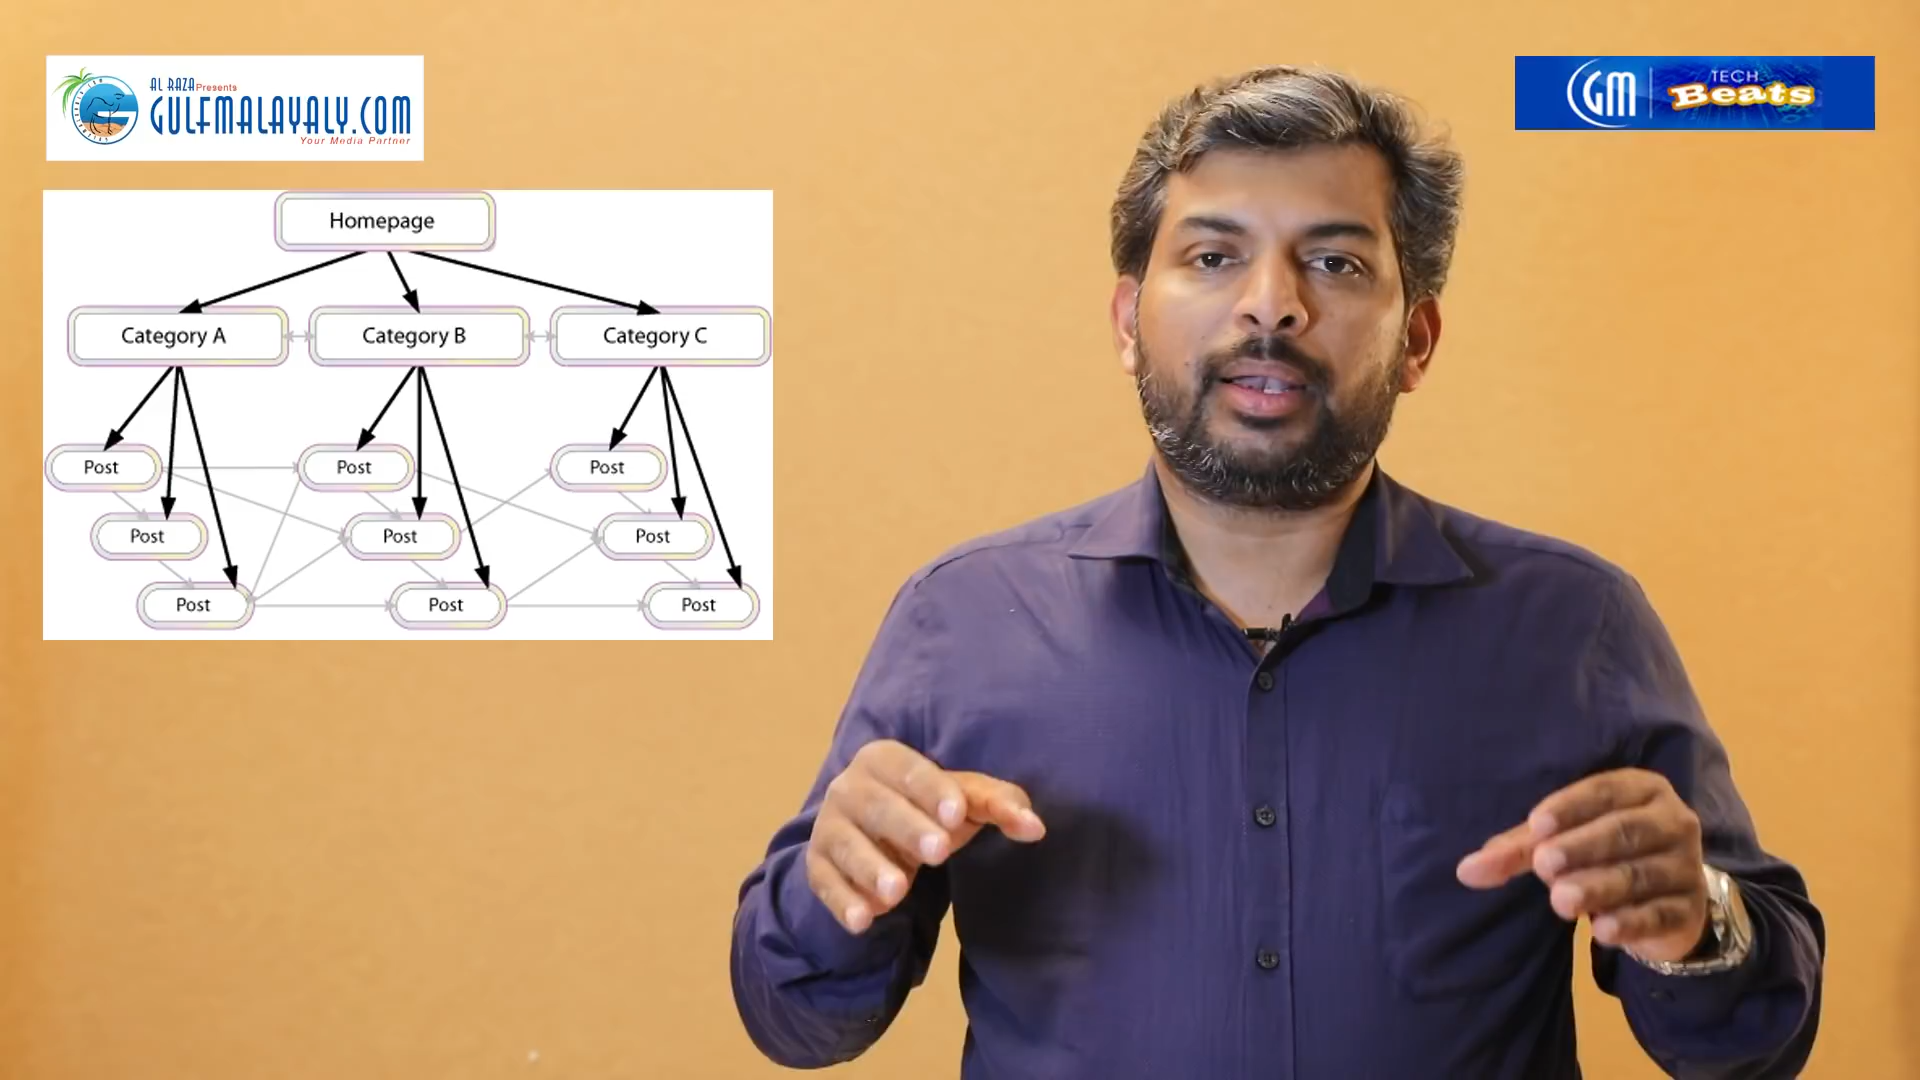 AL RAZA Presents
GULFMALAYALY.COM
Your Media Partner
GM TECH
Beats
Homepage
Category A Category B Category C
Post Post Post
Post Post Post
Post Post Post